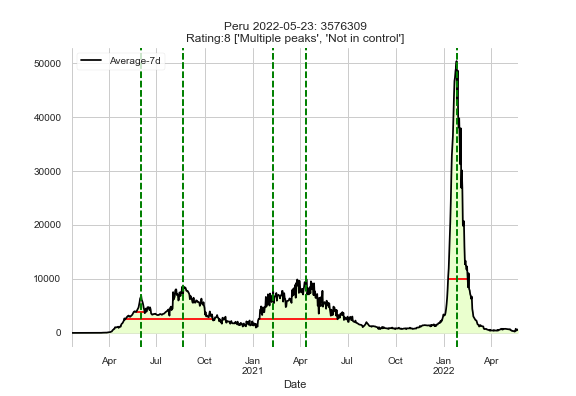 Peru 2022-05-23: 3576309
Rating:8 ['Multiple peaks', 'Not in control']
Average-7d
50000
40000
30000
20000
10000
0
Apr Jul Oct Jan Apr Jul Oct Jan Apr
2021 2022
Date